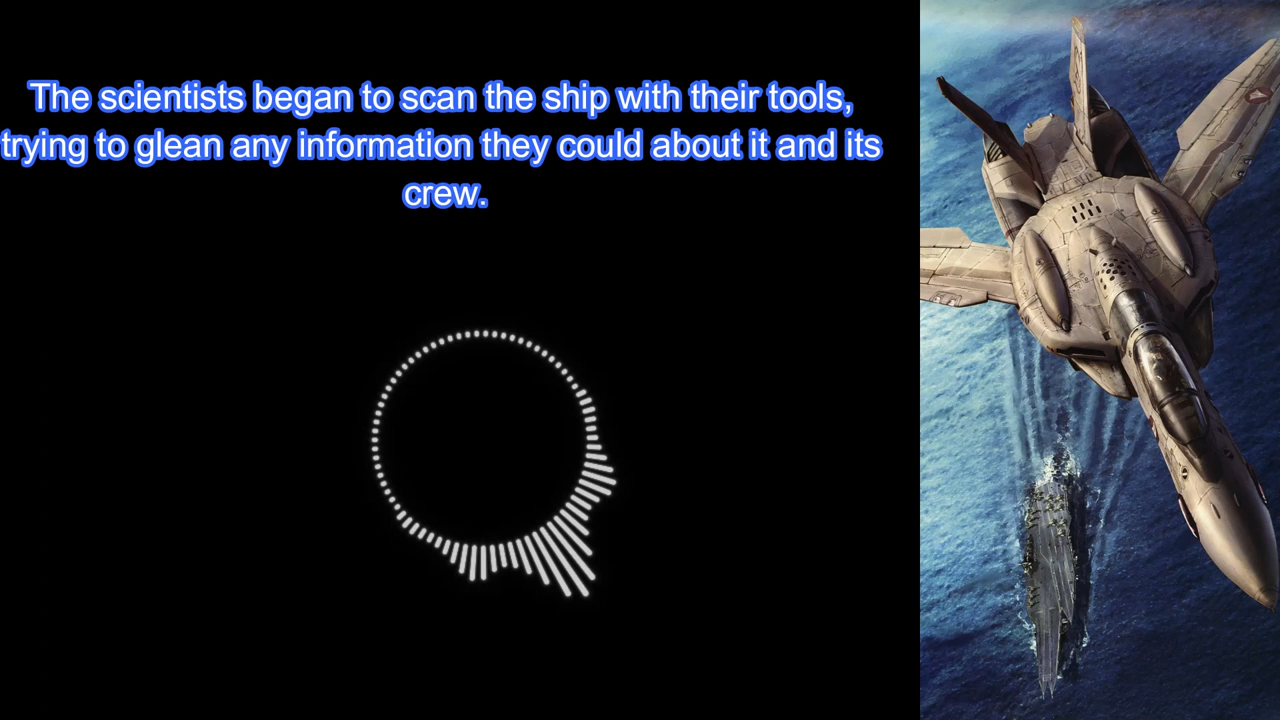 The scientists began to scan the ship with their tools,
trying to glean any information they could about it and its
crew.